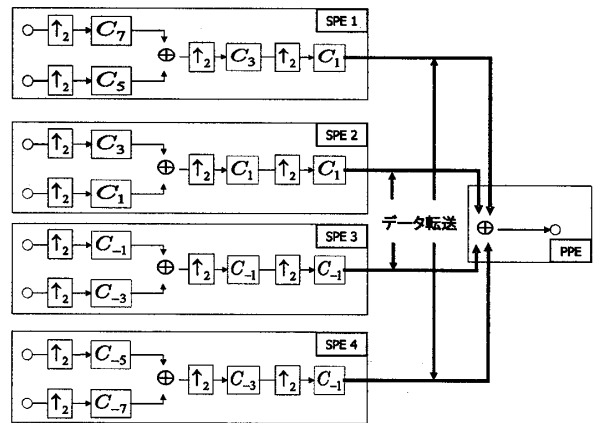 SPE 1
↑2 C7
↑2 C3 ↑2 C1
↑2 C5
SPE 2
↑2 C3
↑2 C1 ↑2 C1
↑2 C1
データ転送
PPE
SPE 3
↑2 C-1
↑2 C-1 ↑2 C-1
↑2 C-3
SPE 4
↑2 C-5
↑2 C-3 ↑2 C-1
↑2 C-7